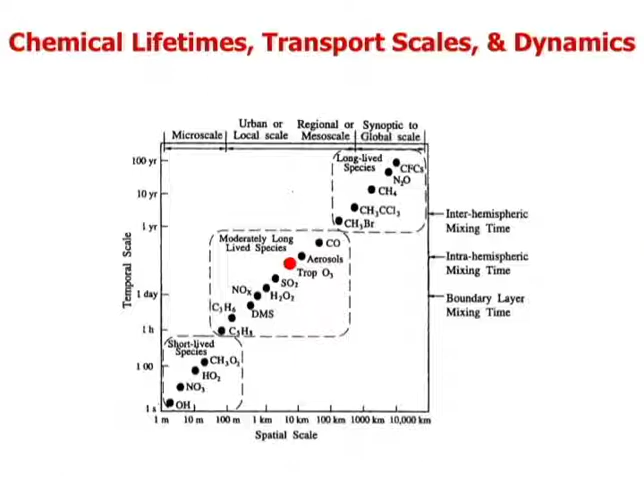 Chemical Lifetimes, Transport Scales, & Dynamics
Urban or
Regional or
Synoptic to
Microscale
Local scale
Mesoscale
Global scale
100 yr
10 yr
1 yr
1 day
1 h
1 00
1 s
Temporal Scale
Long-lived
Species
CFCs
N₂O
CH₄
CH₃CCl₃
CH₃Br
Moderately Long
Lived Species
CO
Aerosols
Trop O₃
SO₂
NOₓ
H₂O₂
DMS
C₃H₆
Short-lived
Species
CH₃O₂
HO₂
NO₃
OH
Inter-hemispheric
Mixing Time
Intra-hemispheric
Mixing Time
Boundary Layer
Mixing Time
1 m
10 m
100 m
1 km
10 km
100 km
1000 km
10,000 km
Spatial Scale